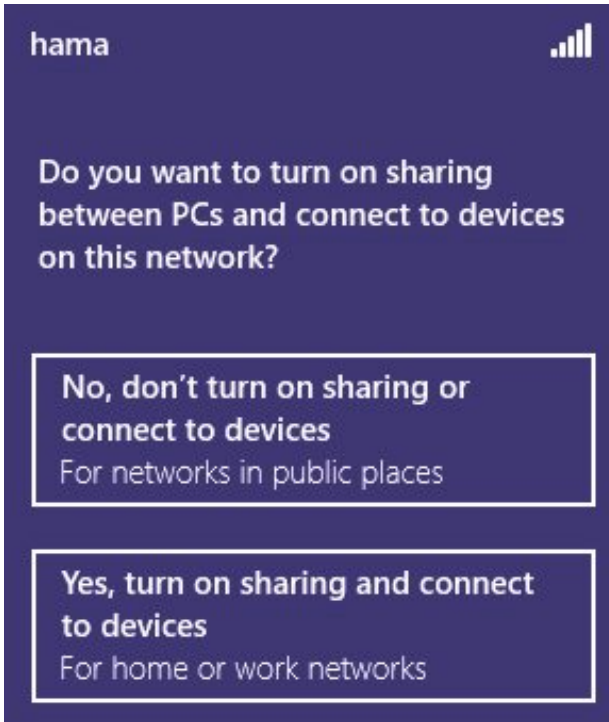 hama
Do you want to turn on sharing
between PCs and connect to devices
on this network?
No, don't turn on sharing or
connect to devices
For networks in public places
Yes, turn on sharing and connect
to devices
For home or work networks